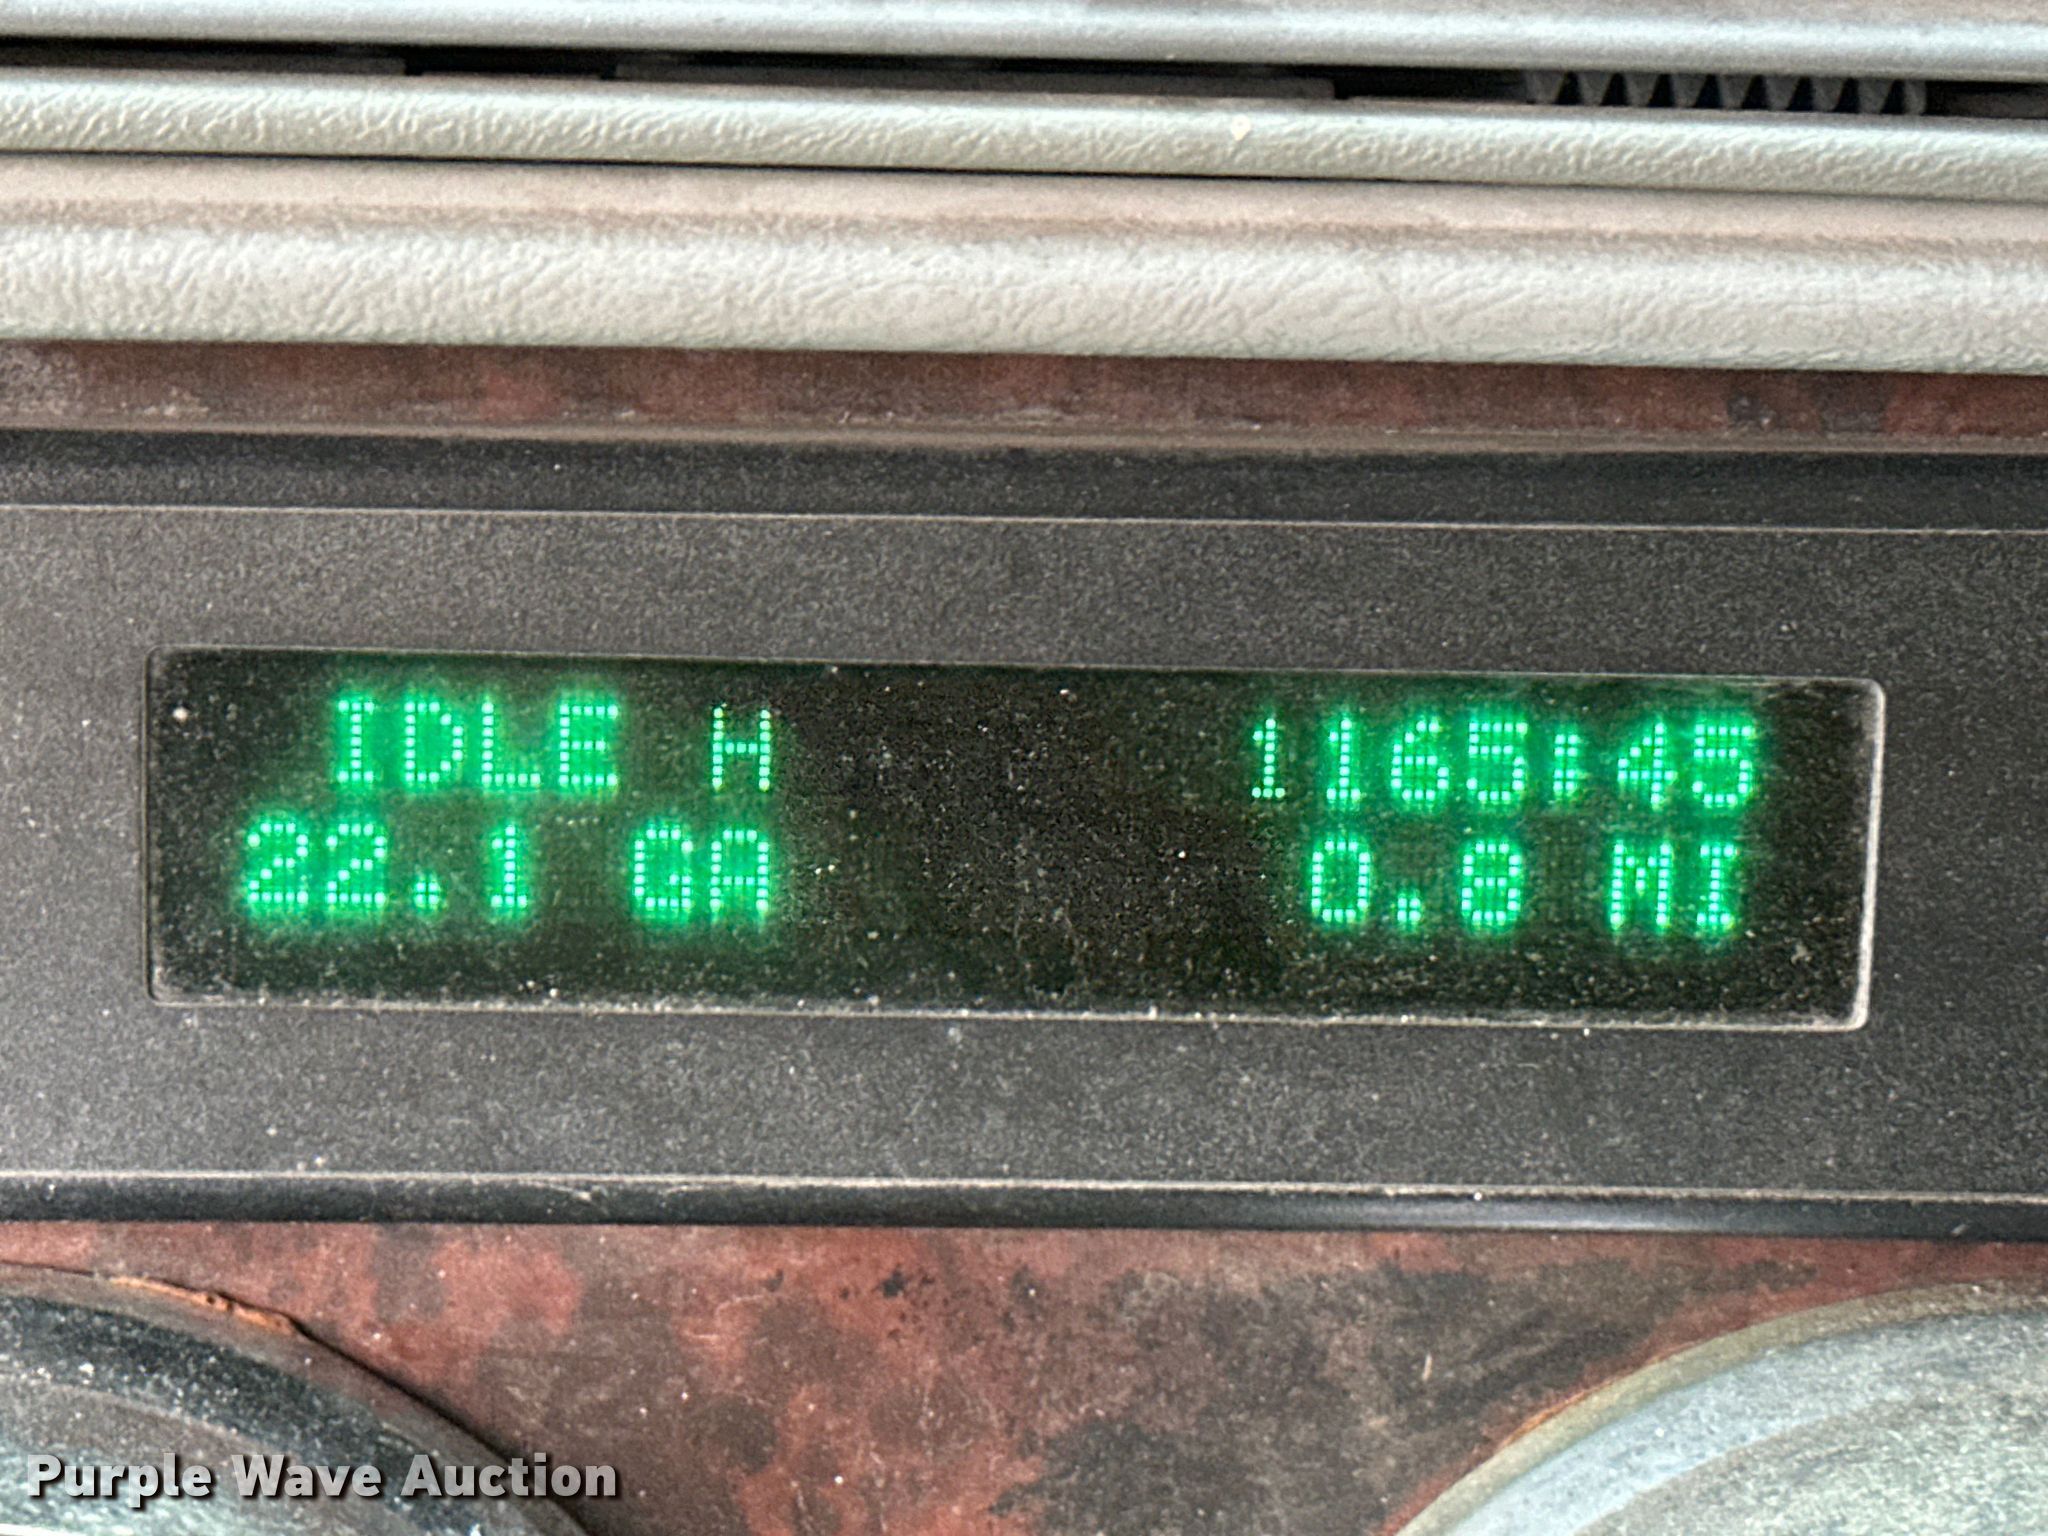 IDLE H 1165:45
22.1 GA 0.8 MI
Purple Wave Auction